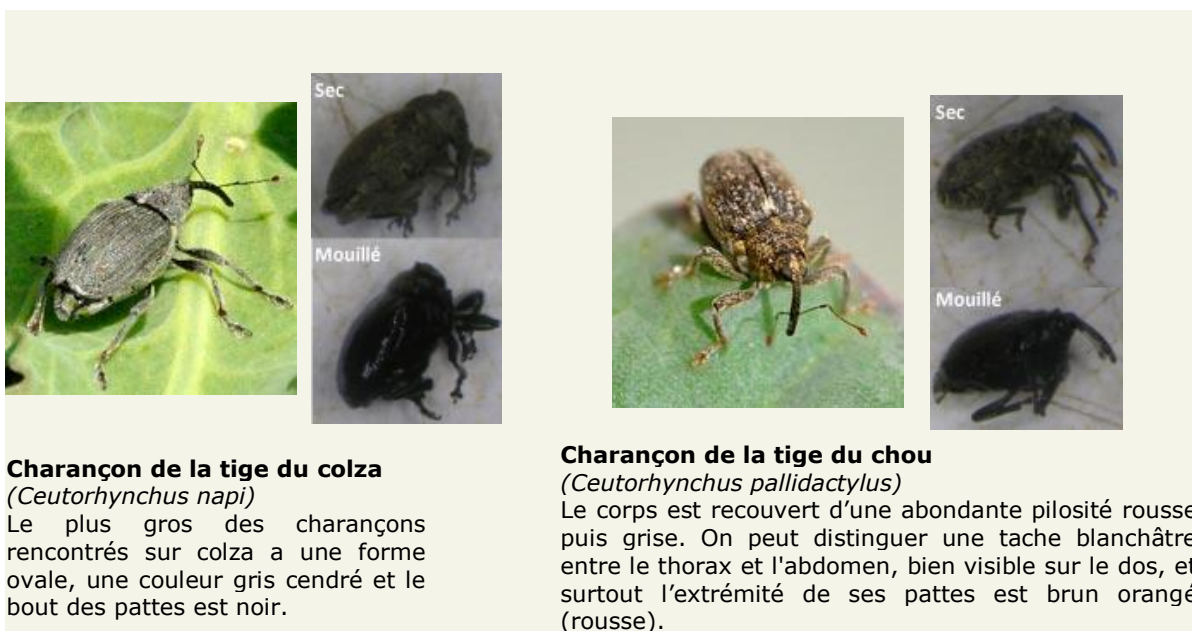 Sec
Mouillé
Sec
Mouillé
Charançon de la tige du colza
(Ceutorhynchus napi)
Le plus gros des charançons
rencontrés sur colza a une forme
ovale, une couleur gris cendré et le
bout des pattes est noir.
Charançon de la tige du chou
(Ceutorhynchus pallidactylus)
Le corps est recouvert d’une abondante pilosité rousse
puis grise. On peut distinguer une tache blanchâtre
entre le thorax et l'abdomen, bien visible sur le dos, et
surtout l’extrémité de ses pattes est brun orangé
(rousse).